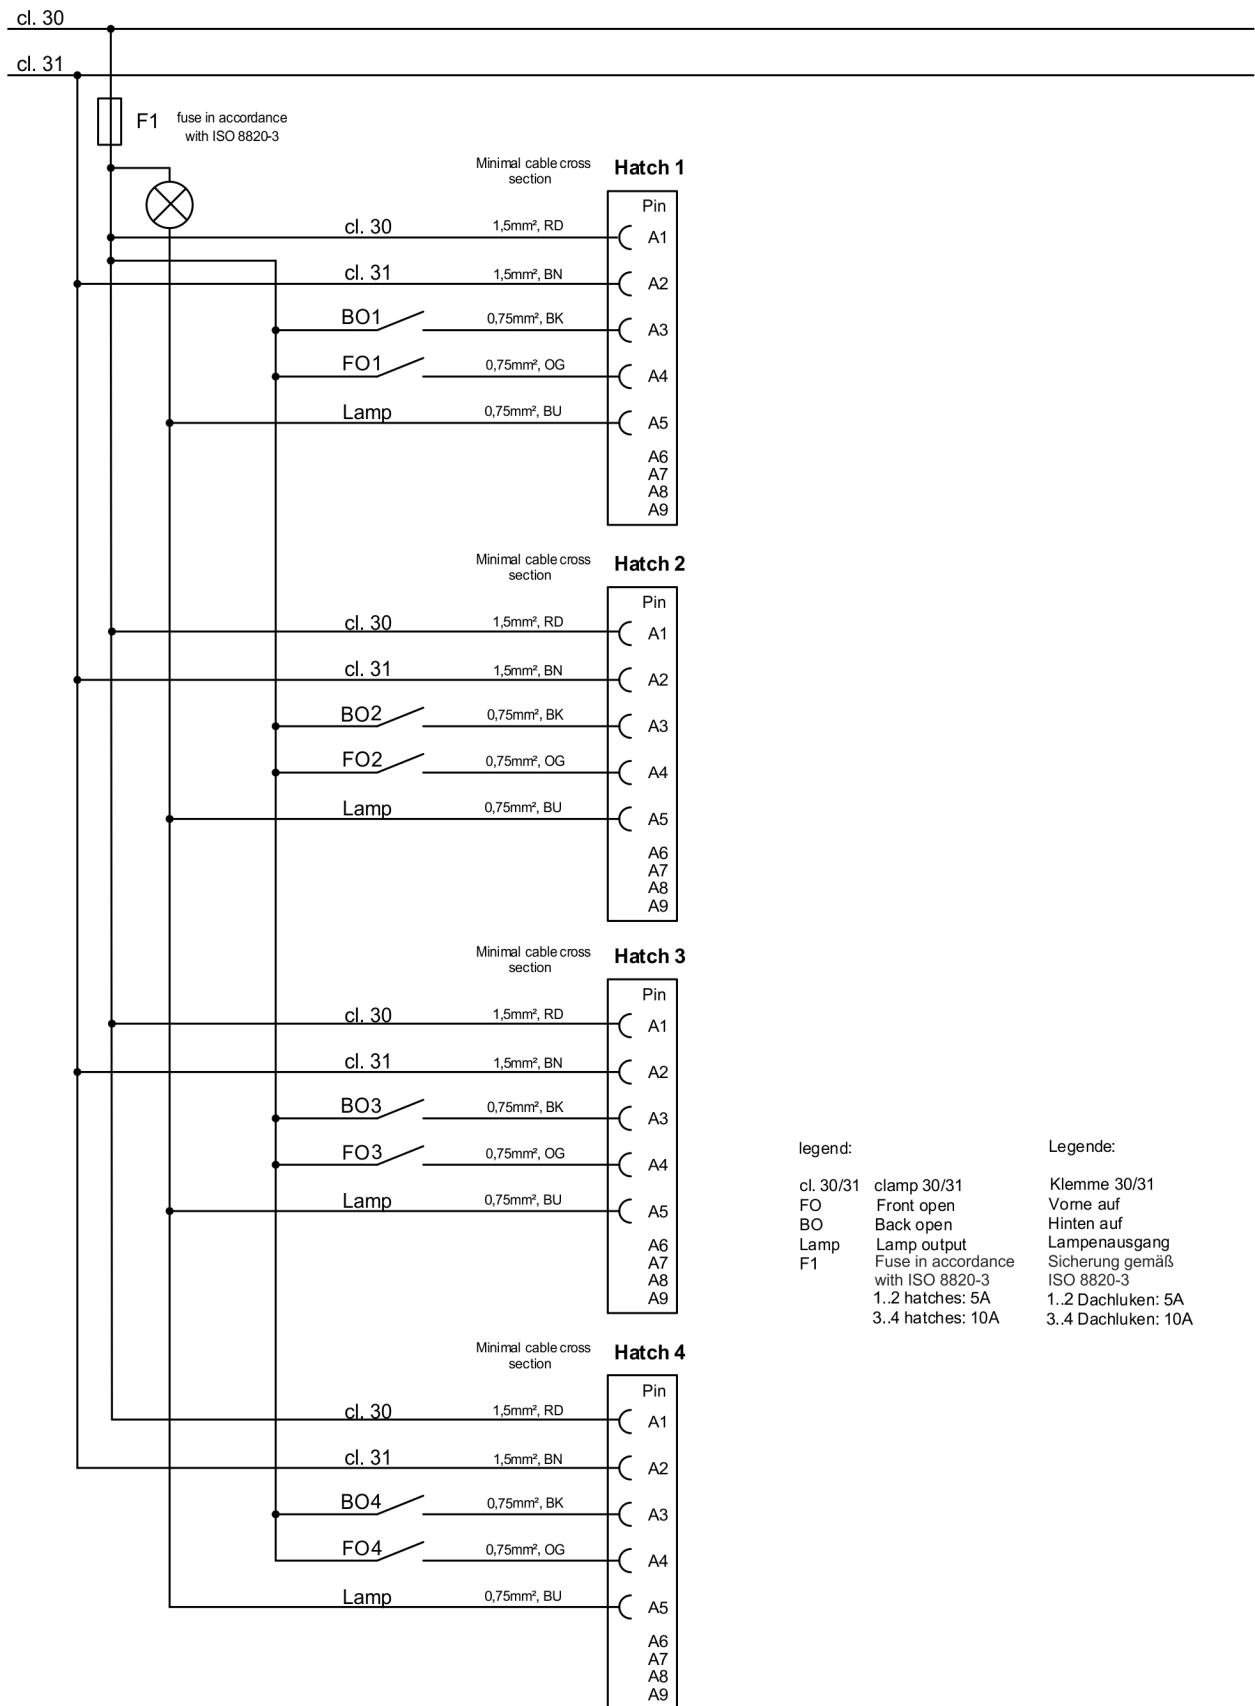 cl. 30
cl. 31
F1
fuse in accordance
with ISO 8820-3
Minimal cable cross
section
Hatch 1
Pin
cl. 30 1,5mm², RD A1
cl. 31 1,5mm², BN A2
BO1 0,75mm², BK A3
FO1 0,75mm², OG A4
Lamp 0,75mm², BU A5
A6
A7
A8
A9
Minimal cable cross
section
Hatch 2
Pin
cl. 30 1,5mm², RD A1
cl. 31 1,5mm², BN A2
BO2 0,75mm², BK A3
FO2 0,75mm², OG A4
Lamp 0,75mm², BU A5
A6
A7
A8
A9
Minimal cable cross
section
Hatch 3
Pin
cl. 30 1,5mm², RD A1
cl. 31 1,5mm², BN A2
BO3 0,75mm², BK A3
FO3 0,75mm², OG A4
Lamp 0,75mm², BU A5
A6
A7
A8
A9
legend: Legende:
cl. 30/31 clamp 30/31 Klemme 30/31
FO Front open Vorne auf
BO Back open Hinten auf
Lamp Lamp output Lampenausgang
F1 Fuse in accordance Sicherung gemäß
with ISO 8820-3 ISO 8820-3
1..2 hatches: 5A 1..2 Dachluken: 5A
3..4 hatches: 10A 3..4 Dachluken: 10A
Minimal cable cross
section
Hatch 4
Pin
cl. 30 1,5mm², RD A1
cl. 31 1,5mm², BN A2
BO4 0,75mm², BK A3
FO4 0,75mm², OG A4
Lamp 0,75mm², BU A5
A6
A7
A8
A9